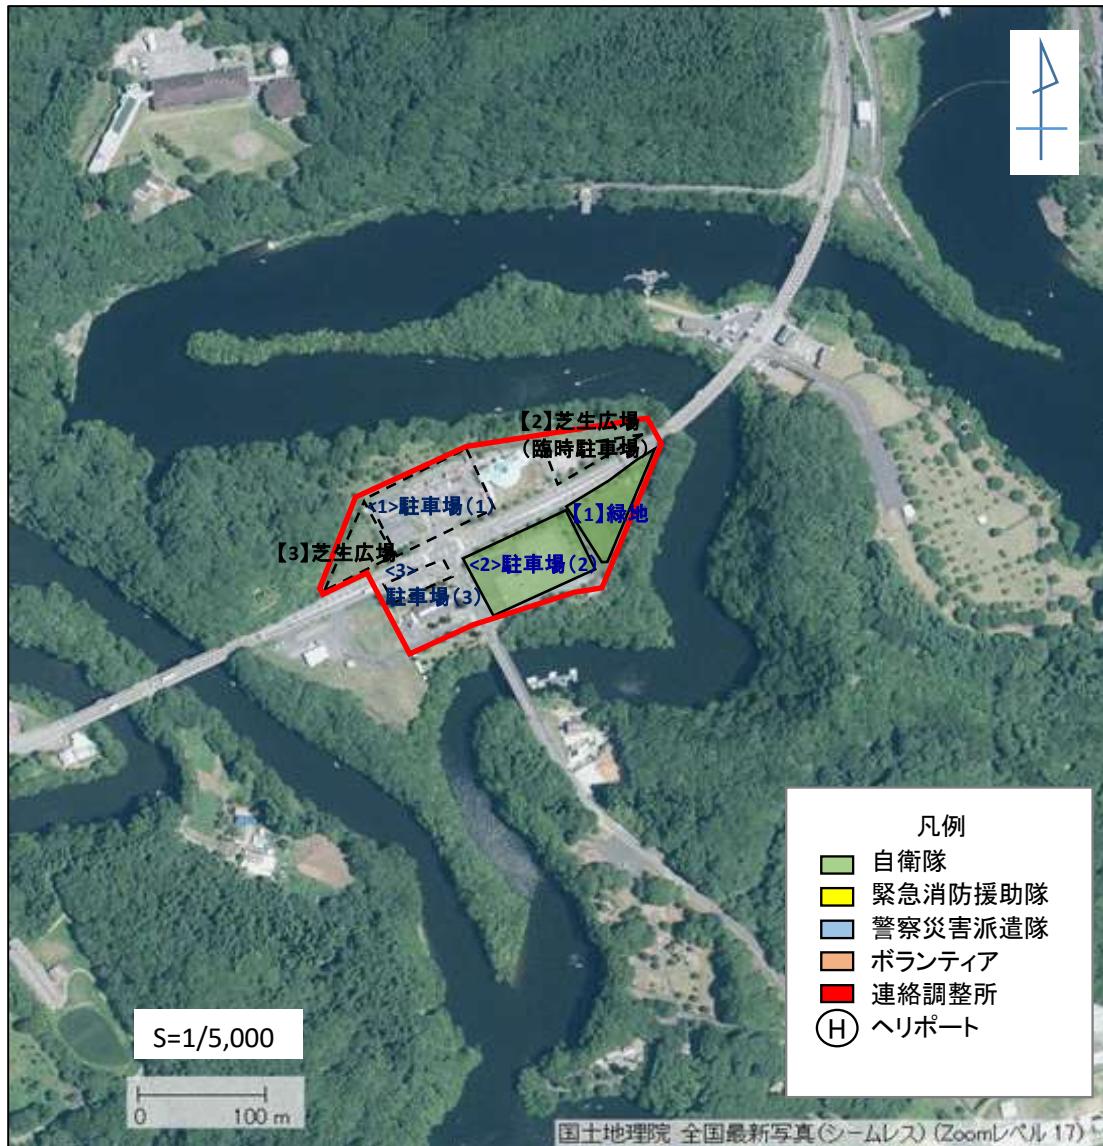 【2】芝生広場
（臨時駐車場）
<1>駐車場(1)
【1】緑地
【3】芝生広場
<2>駐車場(2)
<3>
駐車場(3)
凡例
自衛隊
緊急消防援助隊
警察災害派遣隊
ボランティア
連絡調整所
H ヘリポート
S=1/5,000
0 100 m
国土地理院 全国最新写真(シームレス) (Zoomレベル 17)